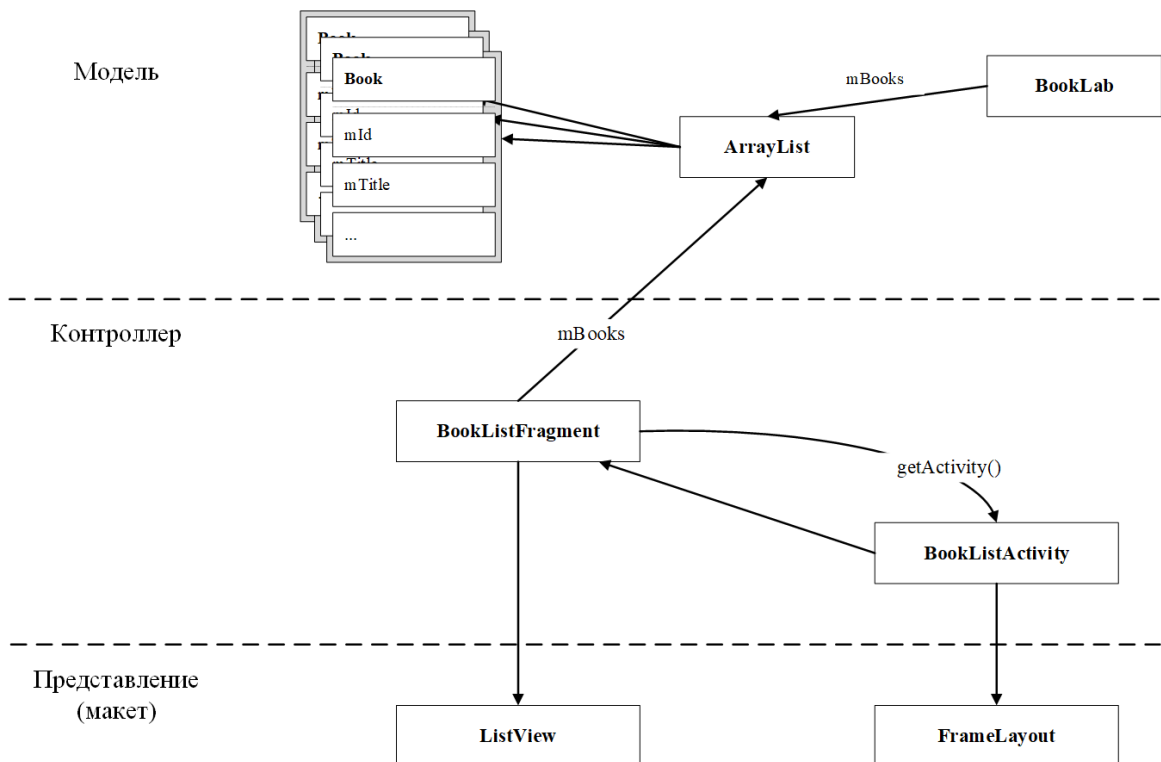 Модель
Book
mId
mTitle
...
mBooks
BookLab
ArrayList
Контроллер
mBooks
BookListFragment
getActivity()
BookListActivity
Представление
(макет)
ListView
FrameLayout